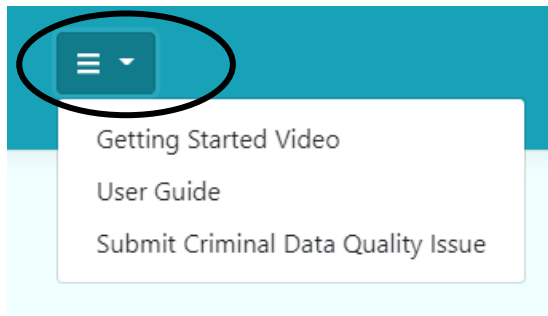 Getting Started Video
User Guide
Submit Criminal Data Quality Issue